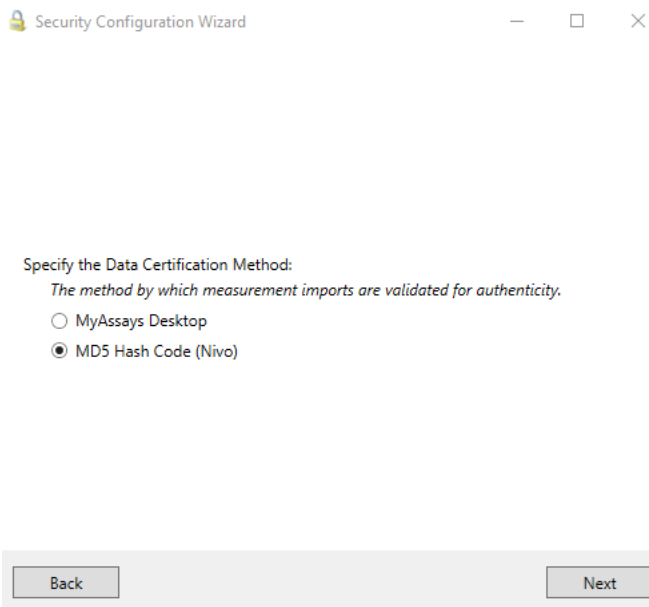 Security Configuration Wizard
Specify the Data Certification Method:
The method by which measurement imports are validated for authenticity.
MyAssays Desktop
MD5 Hash Code (Nivo)
Back
Next